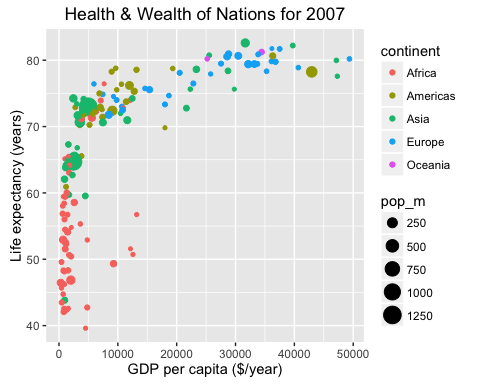 Health & Wealth of Nations for 2007
Life expectancy (years)
80
70
60
50
40
0 10000 20000 30000 40000 50000
GDP per capita ($/year)
continent
Africa
Americas
Asia
Europe
Oceania
pop_m
250
500
750
1000
1250